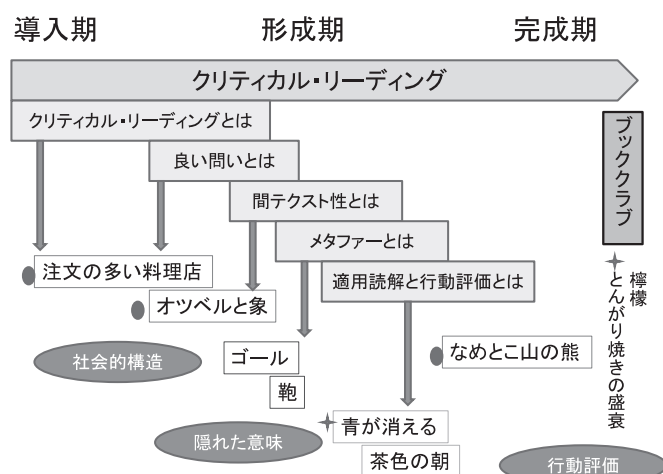 導入期
形成期
完成期
クリティカル・リーディング
クリティカル・リーディングとは
良い問いとは
間テクスト性とは
メタファーとは
適用読解と行動評価とは
ブッククラブ
注文の多い料理店
オツベルと象
社会的構造
ゴール
鞄
隠れた意味
青が消える
茶色の朝
なめとこ山の熊
檸檬
とんがり焼きの盛衰
行動評価